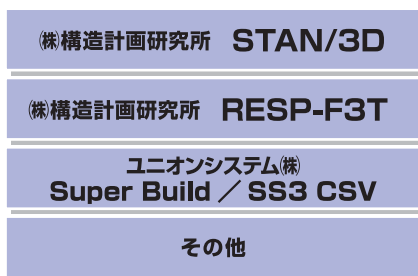 ㈱構造計画研究所 STAN/3D
㈱構造計画研究所 RESP-F3T
ユニオンシステム㈱
Super Build ／ SS3 CSV
その他